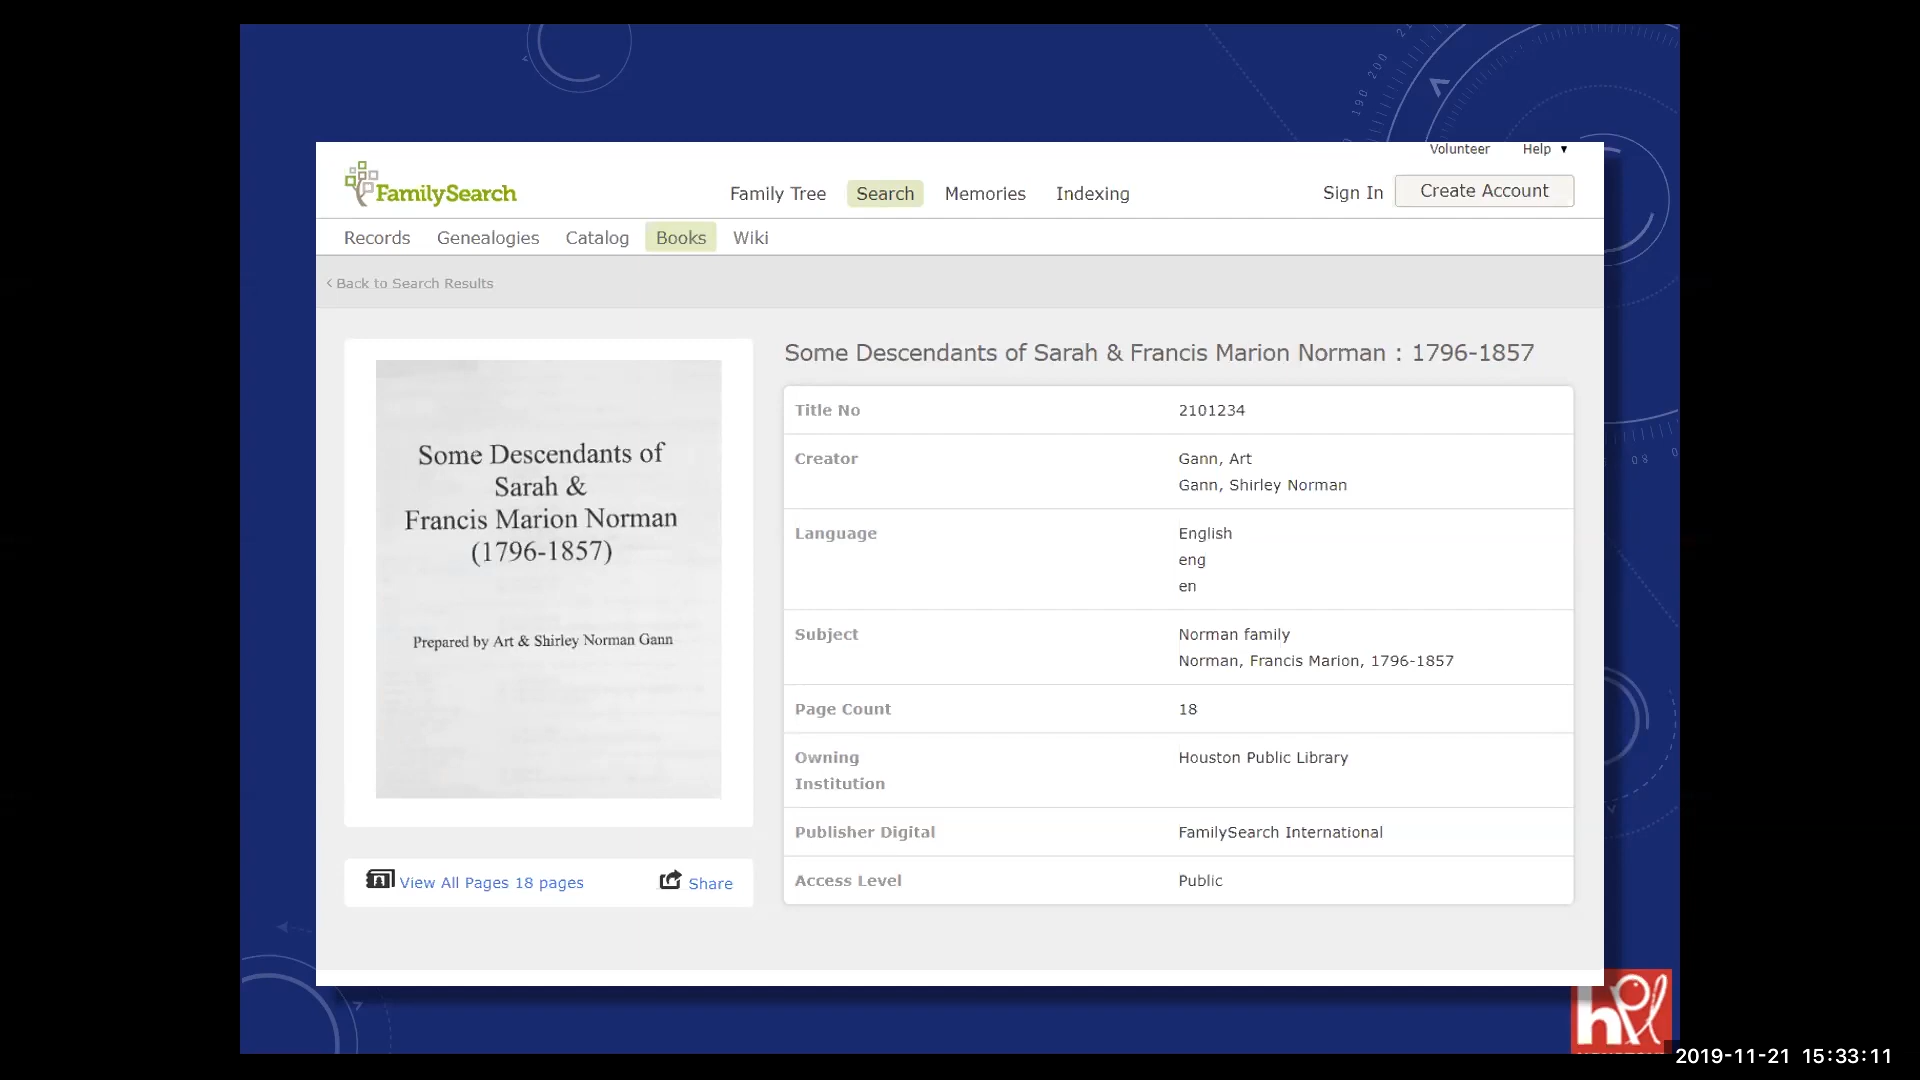 190 200 21
Volunteer Help
FamilySearch
Family Tree Search Memories Indexing Sign In Create Account
Records Genealogies Catalog Books Wiki
Back to Search Results
Some Descendants of
Sarah &
Francis Marion Norman
(1796-1857)
Prepared by Art & Shirley Norman Gann
View All Pages 18 pages Share
Some Descendants of Sarah & Francis Marion Norman : 1796-1857
Title No 2101234
Creator Gann, Art
Gann, Shirley Norman
Language English
eng
en
Subject Norman family
Norman, Francis Marion, 1796-1857
Page Count 18
Owning Houston Public Library
Institution
Publisher Digital FamilySearch International
Access Level Public
hpl
2019-11-21 15:33:11